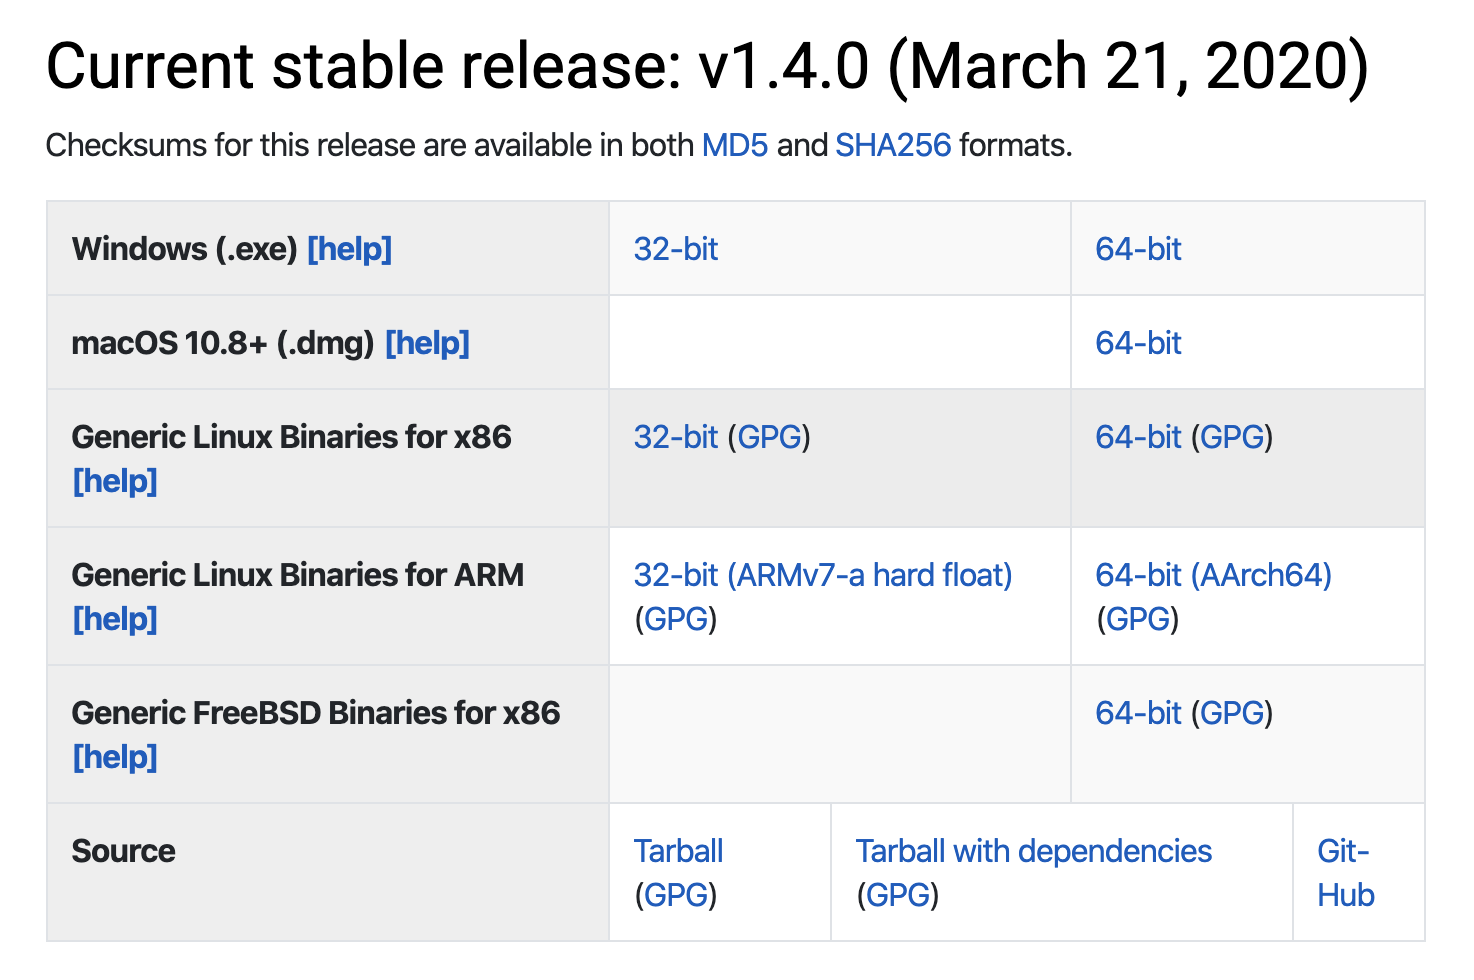 Current stable release: v1.4.0 (March 21, 2020)
Checksums for this release are available in both MD5 and SHA256 formats.
Windows (.exe) [help] 32-bit 64-bit
macOS 10.8+ (.dmg) [help] 64-bit
Generic Linux Binaries for x86
[help]
32-bit (GPG) 64-bit (GPG)
Generic Linux Binaries for ARM
[help]
32-bit (ARMv7-a hard float)
(GPG)
64-bit (AArch64)
(GPG)
Generic FreeBSD Binaries for x86
[help]
64-bit (GPG)
Source
Tarball
(GPG)
Tarball with dependencies
(GPG)
Git-
Hub